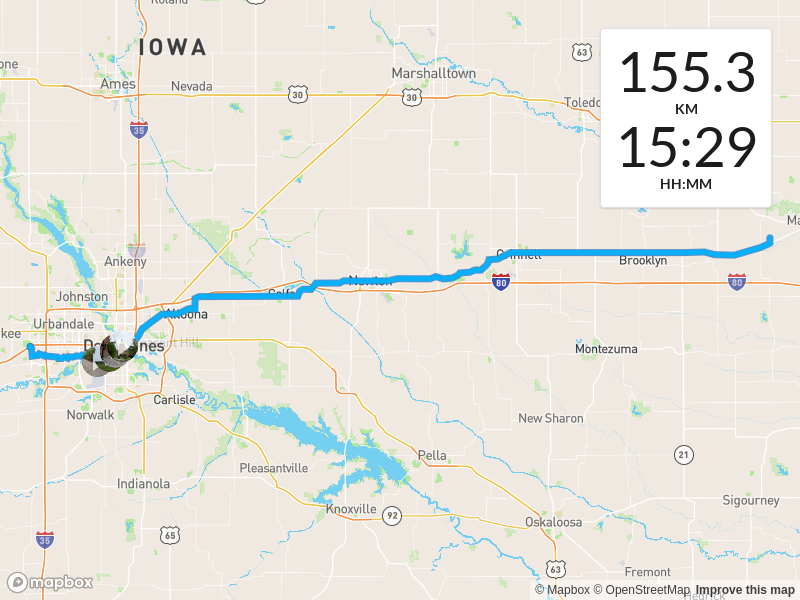 Roland
IOWA
63
Marshalltown
Ames
Nevada
30
30
Toledo
35
155.3
KM
15:29
HH:MM
Ma
Ankeny
Grinnell
Brooklyn
80
80
Newton
Colfax
Johnston
Altoona
Urbandale
kee
Des Moines
Montezuma
Norwalk
Carlisle
New Sharon
Pella
21
Pleasantville
Indianola
Sigourney
Knoxville
92
Oskaloosa
65
35
63
Fremont
mapbox
© Mapbox © OpenStreetMap Improve this map
Hedrick